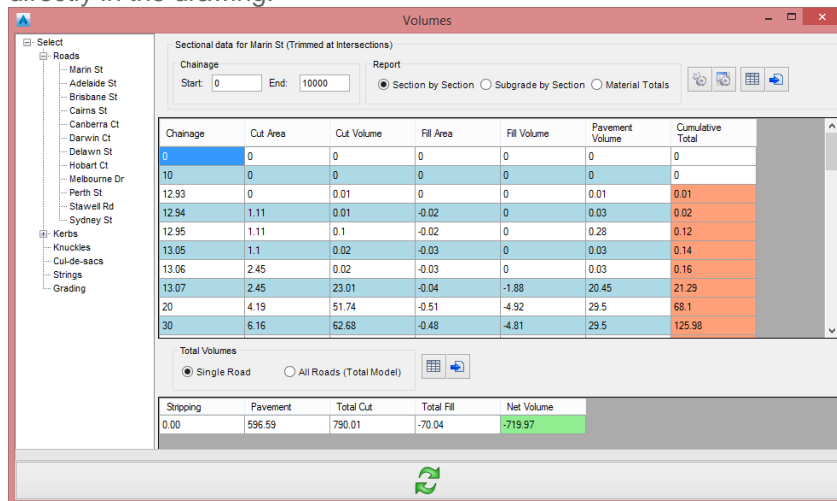 directly in the drawing.
Volumes
Select
Roads
Marin St
Adelaide St
Brisbane St
Cairns St
Canberra Ct
Darwin Ct
Delawn St
Hobart Ct
Melbourne Dr
Perth St
Stawell Rd
Sydney St
Kerbs
Knuckles
Cul-de-sacs
Strings
Grading
Sectional data for Marin St (Trimmed at Intersections)
Chainage
Start: 0 End: 10000
Report
Section by Section Subgrade by Section Material Totals
Chainage Cut Area Cut Volume Fill Area Fill Volume Pavement Volume Cumulative Total
0 0 0 0 0 0 0
10 0 0 0 0 0 0
12.93 0 0.01 0 0 0.01 0.01
12.94 1.11 0.01 -0.02 0 0.03 0.02
12.95 1.11 0.1 -0.02 0 0.28 0.12
13.05 1.1 0.02 -0.03 0 0.03 0.14
13.06 2.45 0.02 -0.03 0 0.03 0.16
13.07 2.45 23.01 -0.04 -1.88 20.45 21.29
20 4.19 51.74 -0.51 -4.92 29.5 68.1
30 6.16 62.68 -0.48 -4.81 29.5 125.98
Total Volumes
Single Road All Roads (Total Model)
Stripping Pavement Total Cut Total Fill Net Volume
0.00 596.59 790.01 -70.04 -719.97